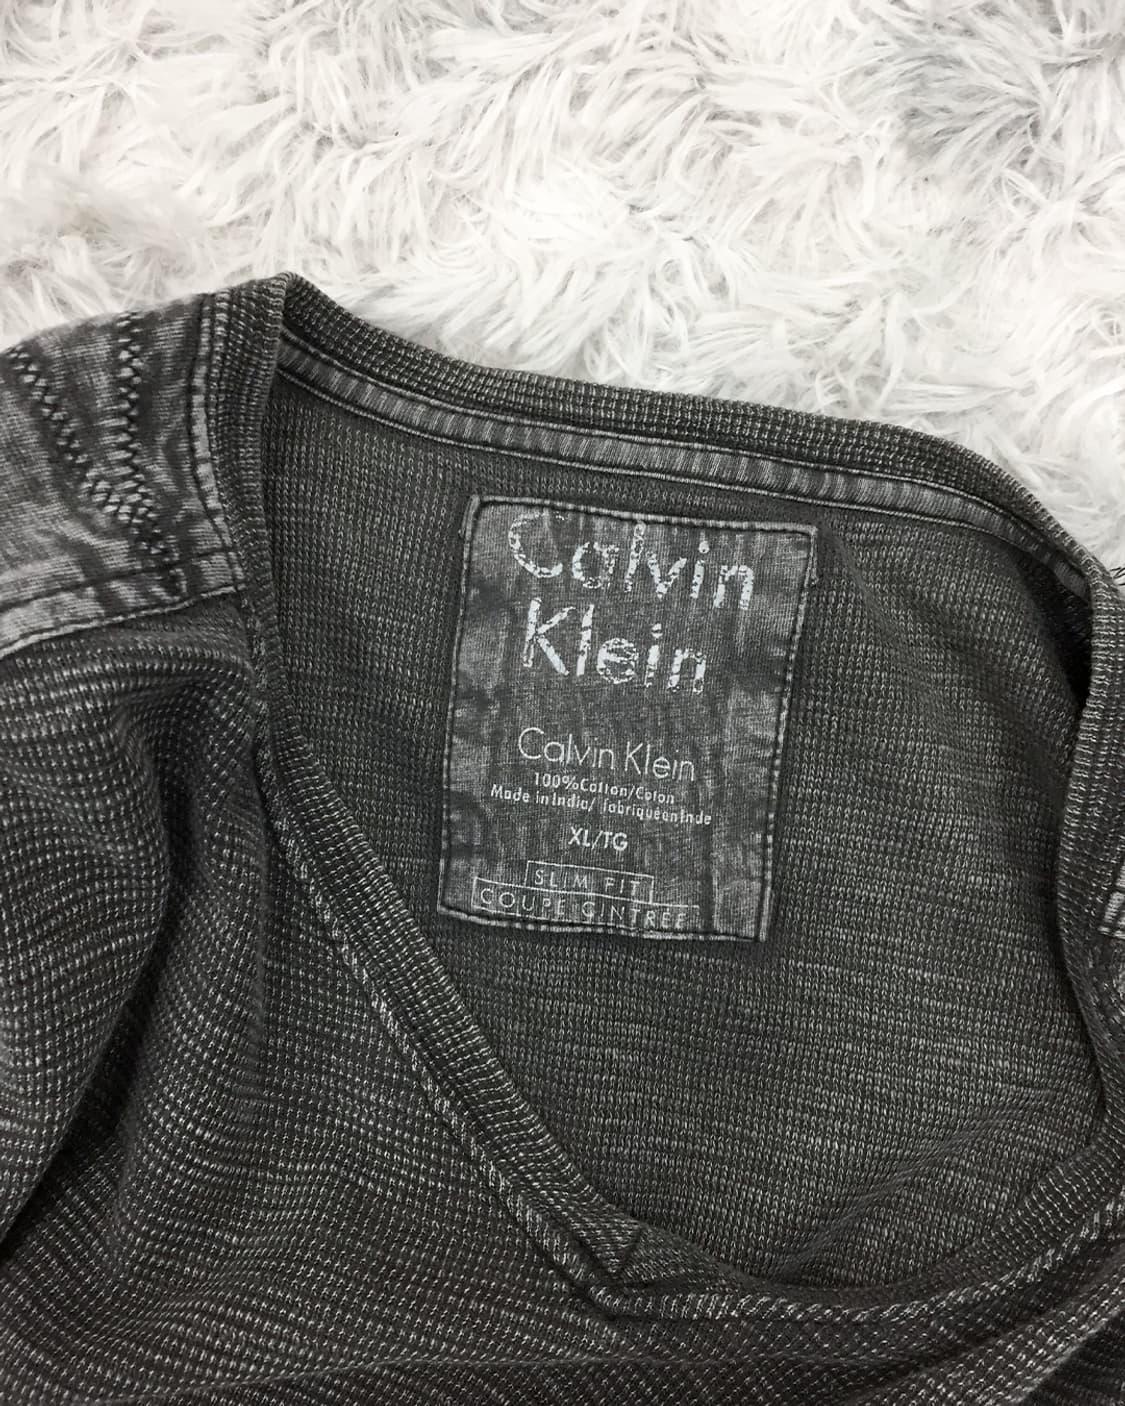 Calvin
Klein
Calvin Klein
100%Cotton/Coton
Made in India/ fabriqueenInde
XL/TG
SLIM FIT
COUPE CINTREE